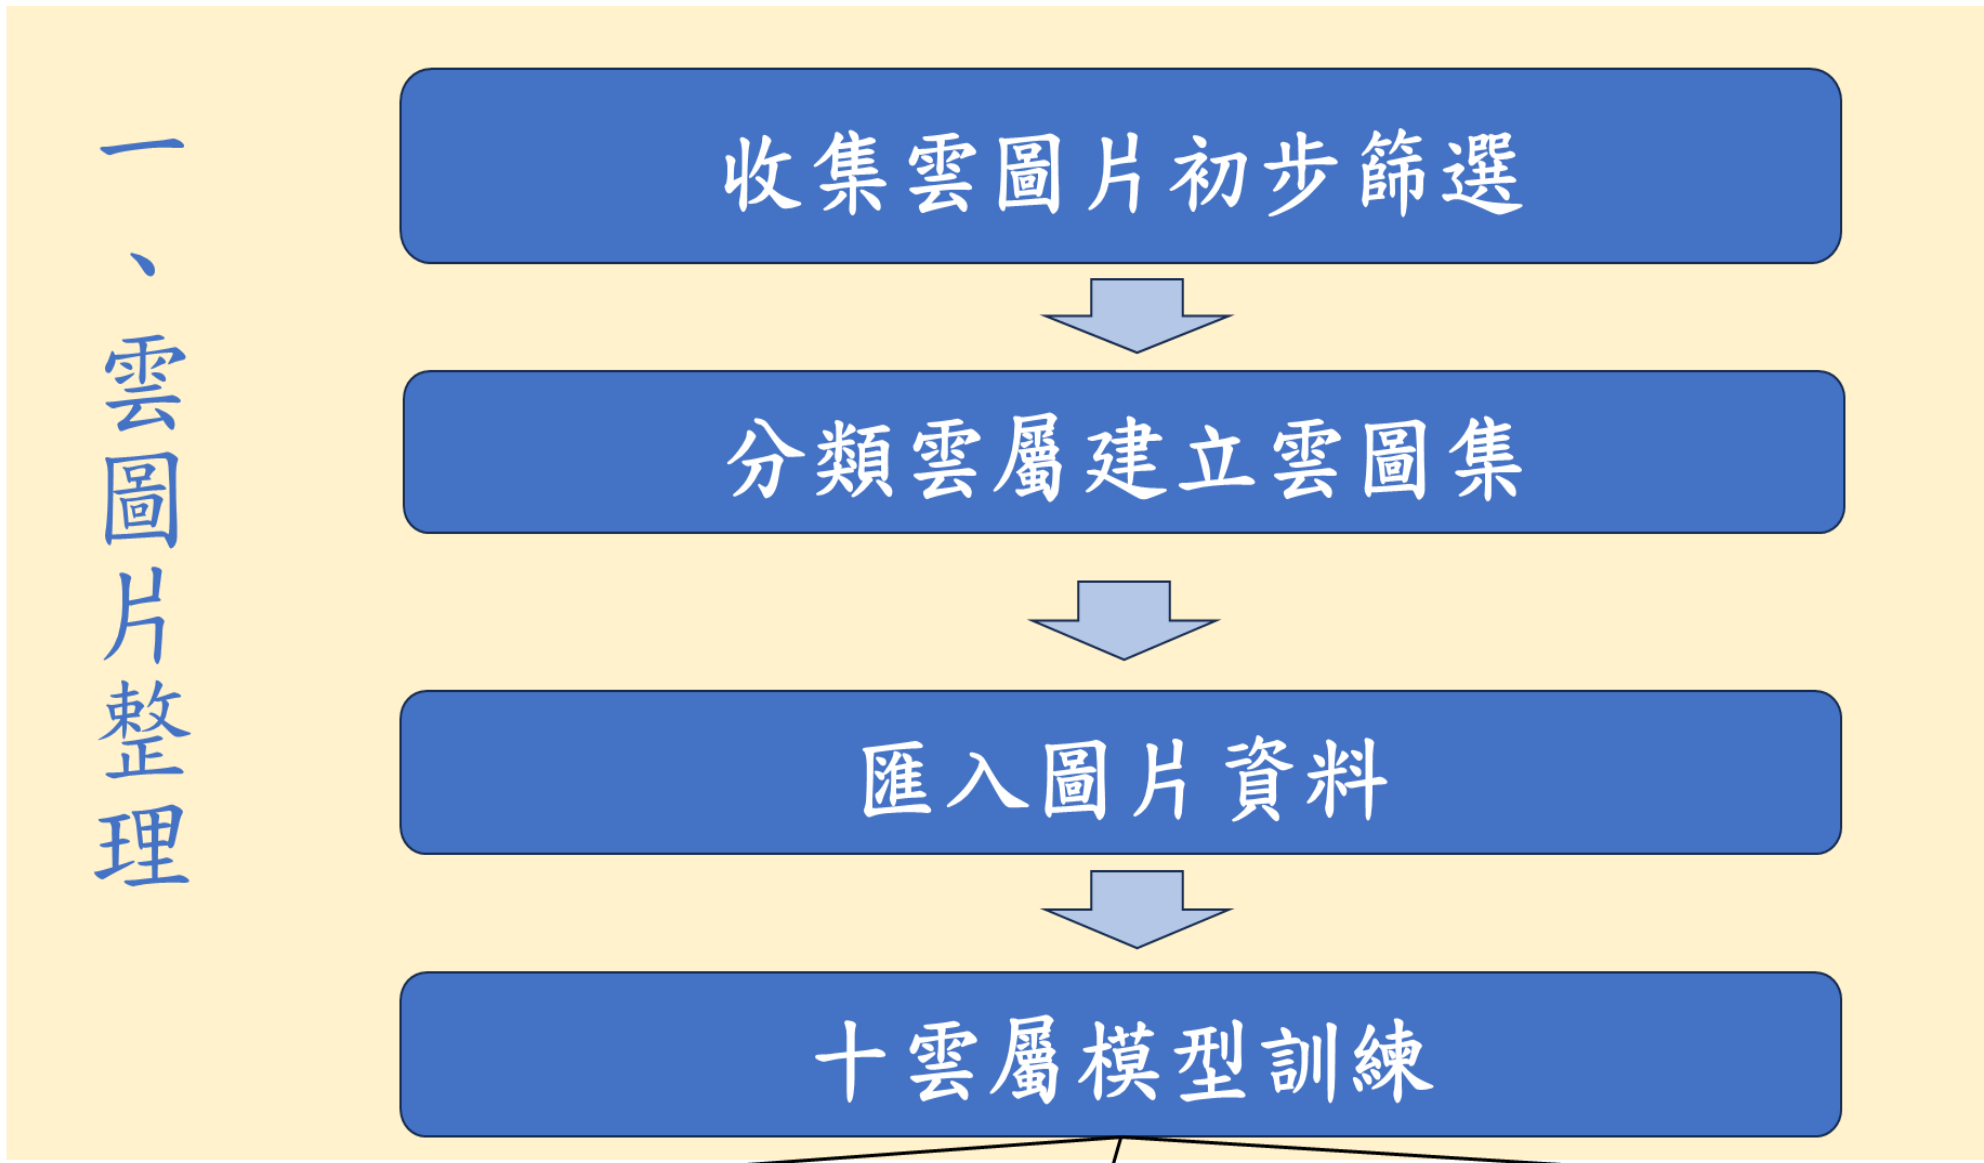 一、雲圖片整理
收集雲圖片初步篩選
分類雲屬建立雲圖集
匯入圖片資料
十雲屬模型訓練